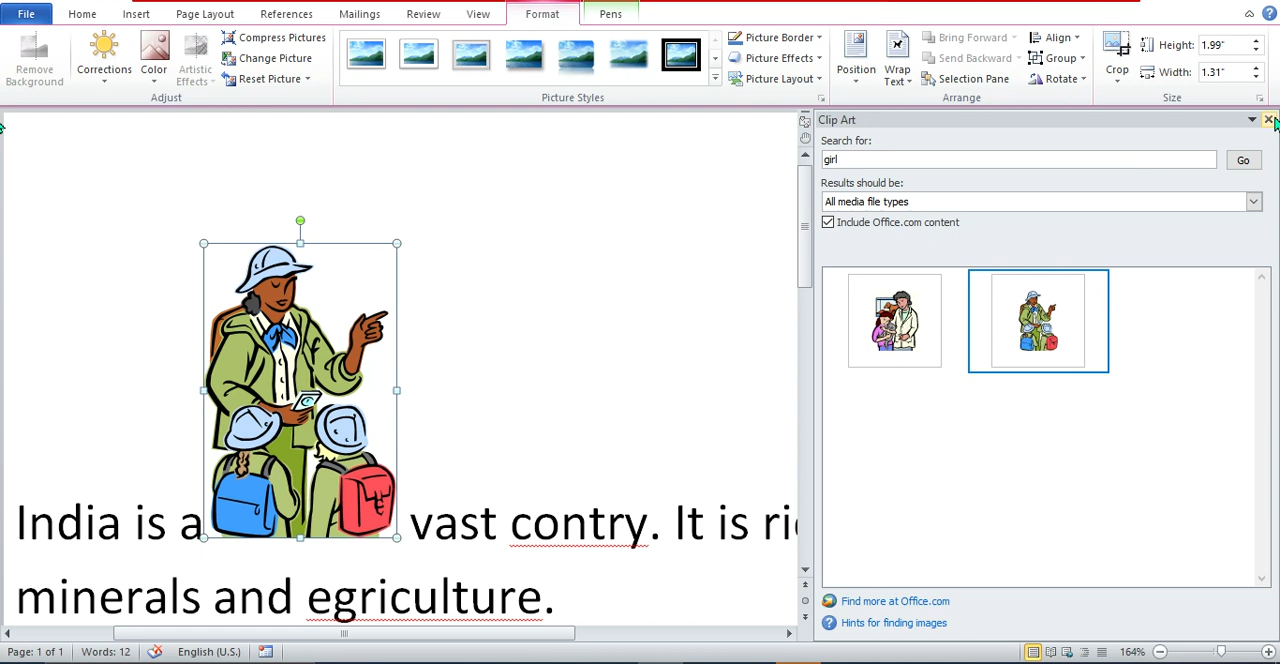 File Home Insert Page Layout References Mailings Review View Format Pens
Remove Background
Corrections
Color
Artistic Effects
Compress Pictures
Change Picture
Reset Picture
Adjust
Picture Styles
Picture Border
Picture Effects
Picture Layout
Position
Wrap Text
Bring Forward
Send Backward
Selection Pane
Align
Group
Rotate
Arrange
Crop
Height: 1.99"
Width: 1.31"
Size
Clip Art
Search for:
girl Go
Results should be:
All media file types
Include Office.com content
India is a vast contry. It is ri
minerals and egriculture.
Find more at Office.com
Hints for finding images
Page: 1 of 1 Words: 12 English (U.S.) 164%